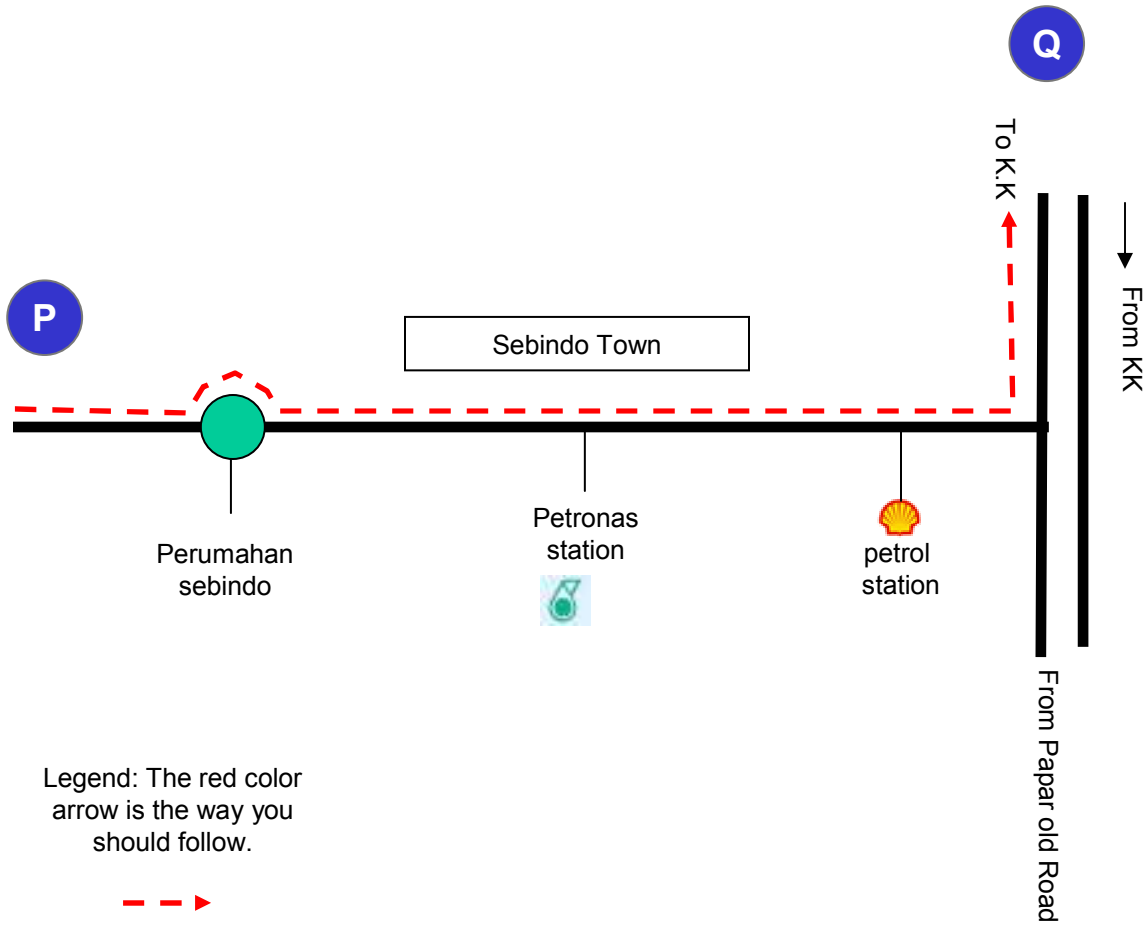 Q
To K.K
From KK
P
Sebindo Town
Perumahan
sebindo
Petronas
station
petrol
station
From Papar old Road
Legend: The red color
arrow is the way you
should follow.